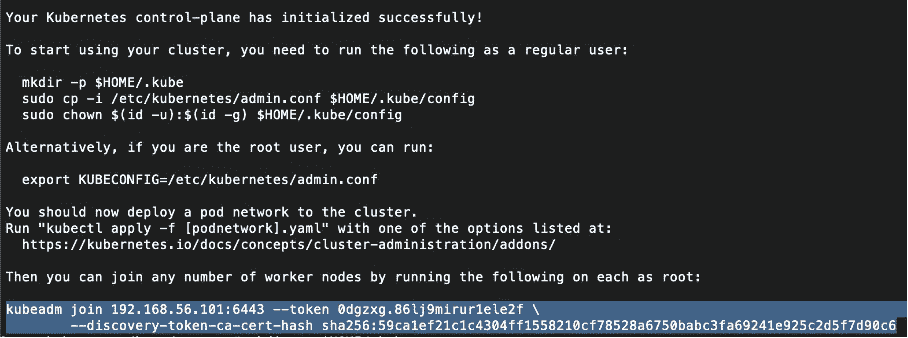 Your Kubernetes control-plane has initialized successfully!
To start using your cluster, you need to run the following as a regular user:
mkdir -p $HOME/.kube
sudo cp -i /etc/kubernetes/admin.conf $HOME/.kube/config
sudo chown $(id -u):$(id -g) $HOME/.kube/config
Alternatively, if you are the root user, you can run:
export KUBECONFIG=/etc/kubernetes/admin.conf
You should now deploy a pod network to the cluster.
Run "kubectl apply -f [podnetwork].yaml" with one of the options listed at:
https://kubernetes.io/docs/concepts/cluster-administration/addons/
Then you can join any number of worker nodes by running the following on each as root:
kubeadm join 192.168.56.101:6443 --token 0dgzxg.86lj9mirur1ele2f \
--discovery-token-ca-cert-hash sha256:59ca1ef21c1c4304ff1558210cf78528a6750babc3fa69241e925c2d5f7d90c6